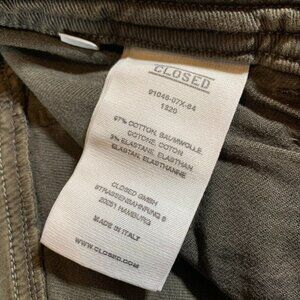 CLOSED
91048-07X-64
1520
97% COTTON, BAUMWOLLE,
COTONE, COTON
3% ELASTANE, ELASTHAN
ELASTAN, ELASTHANNE
CLOSED GMBH
STRASSENBAHNRING 6
20251 HAMBURG
MADE IN ITALY
WWW.CLOSED.COM